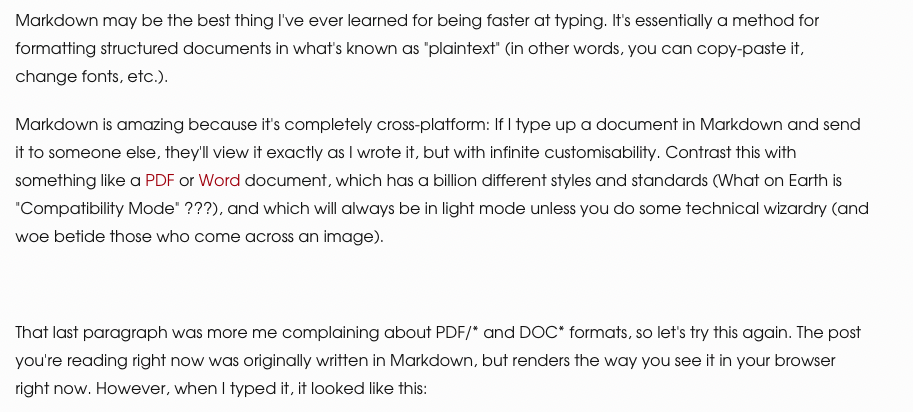 Markdown may be the best thing I've ever learned for being faster at typing. It's essentially a method for
formatting structured documents in what's known as "plaintext" (in other words, you can copy-paste it,
change fonts, etc.).
Markdown is amazing because it's completely cross-platform: If I type up a document in Markdown and send
it to someone else, they'll view it exactly as I wrote it, but with infinite customisability. Contrast this with
something like a PDF or Word document, which has a billion different styles and standards (What on Earth is
"Compatibility Mode" ???), and which will always be in light mode unless you do some technical wizardry (and
woe betide those who come across an image).
That last paragraph was more me complaining about PDF/* and DOC* formats, so let's try this again. The post
you're reading right now was originally written in Markdown, but renders the way you see it in your browser
right now. However, when I typed it, it looked like this: